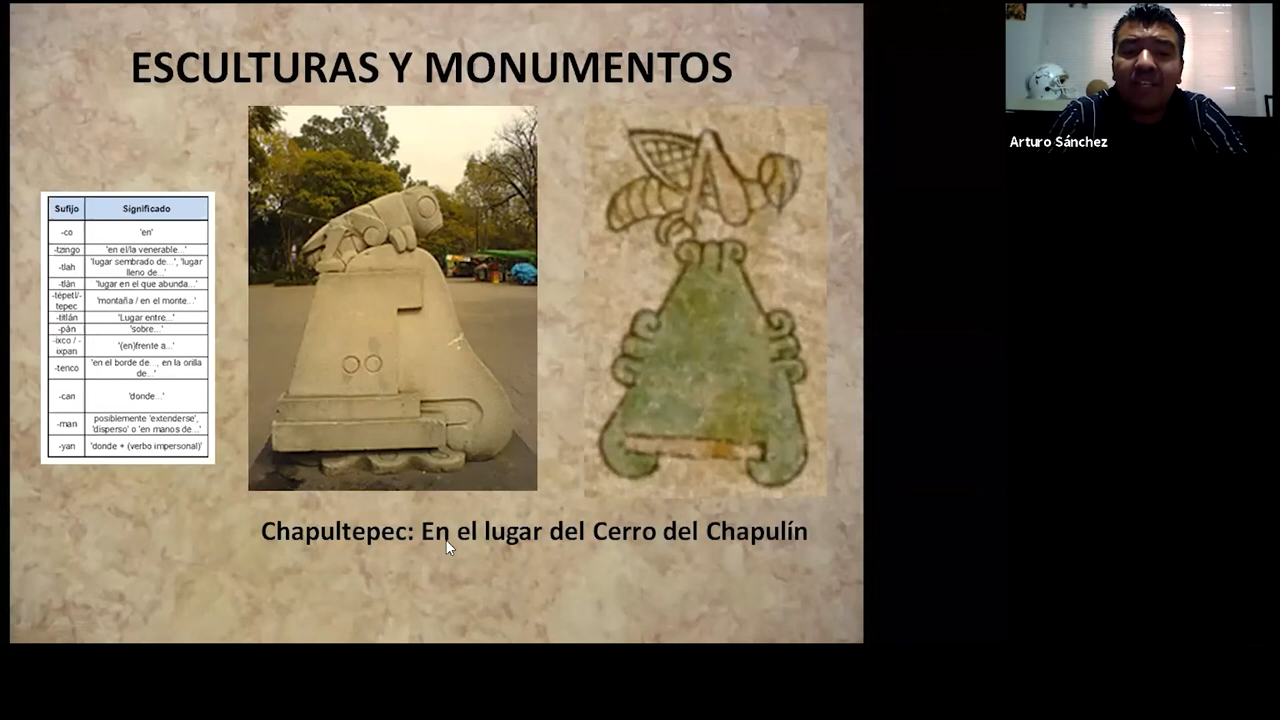 ESCULTURAS Y MONUMENTOS
Arturo Sánchez
Sufijo Significado
-co 'en'
-tzingo 'en el/la venerable...'
-tlah 'lugar sembrado de...', 'lugar
lleno de...'
-tlán 'lugar en el que abunda...'
-tépetl/-
tepec 'montaña / en el monte...'
-titlán 'Lugar entre...'
-pân 'sobre...'
-ixco / -
ixpan '(en)frente a...'
-tenco 'en el borde de..., en la orilla
de...'
-can 'donde...'
-man posiblemente 'extenderse',
'disperso' o 'en manos de...'
-yan 'donde + (verbo impersonal)'
Chapultepec: En el lugar del Cerro del Chapulín